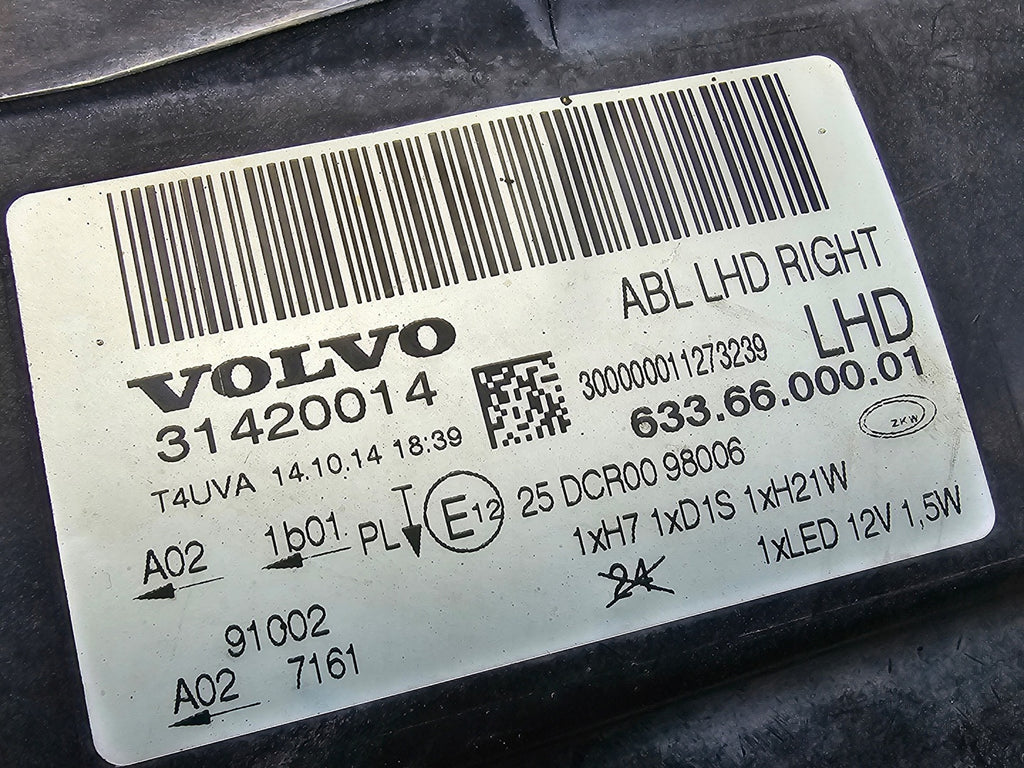 ABL LHD RIGHT
VOLVO
LHD
31420014
300000011273239
633.66.000.01
ZKW
T4UVA 14.10.14 18:39
A02
1b01
PL
T
E12
25 DCR00 98006
1xH7 1xD1S 1xH21W
24
1xLED 12V 1,5W
91002
A02
7161